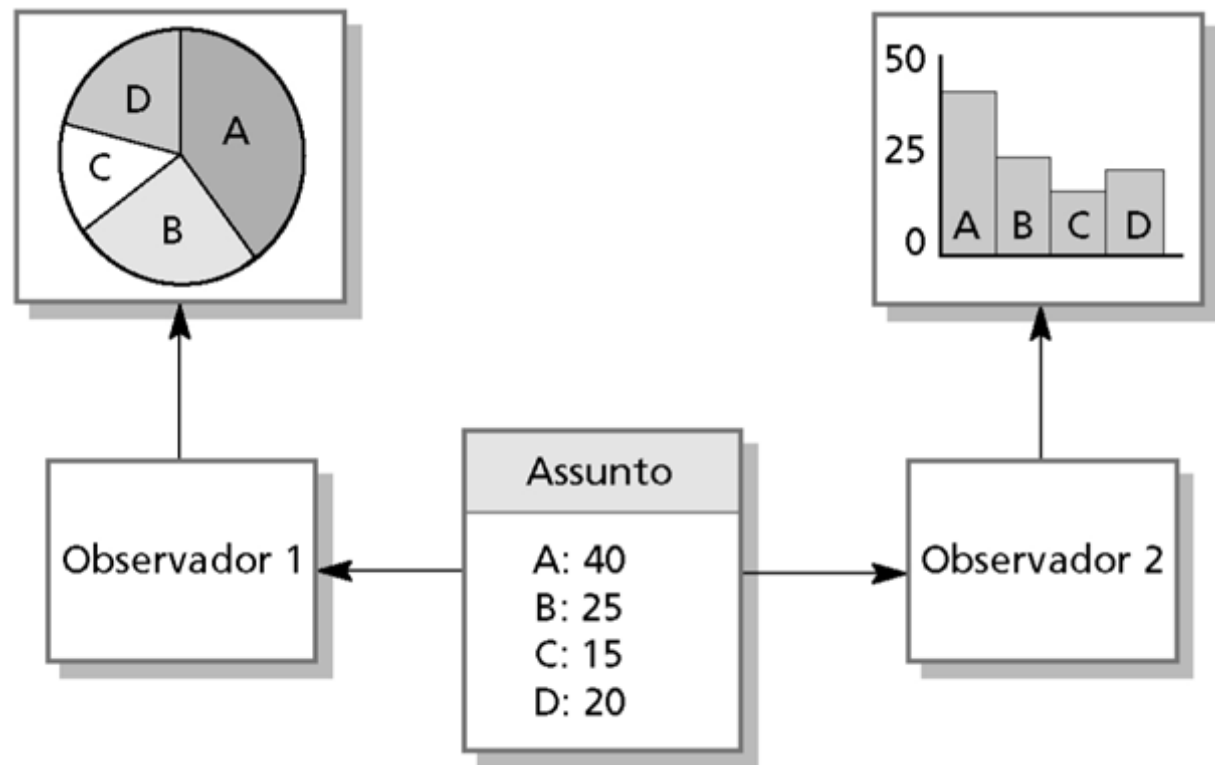 D
A
C
B
50
25
0
A B C D
Observador 1
Assunto
A: 40
B: 25
C: 15
D: 20
Observador 2